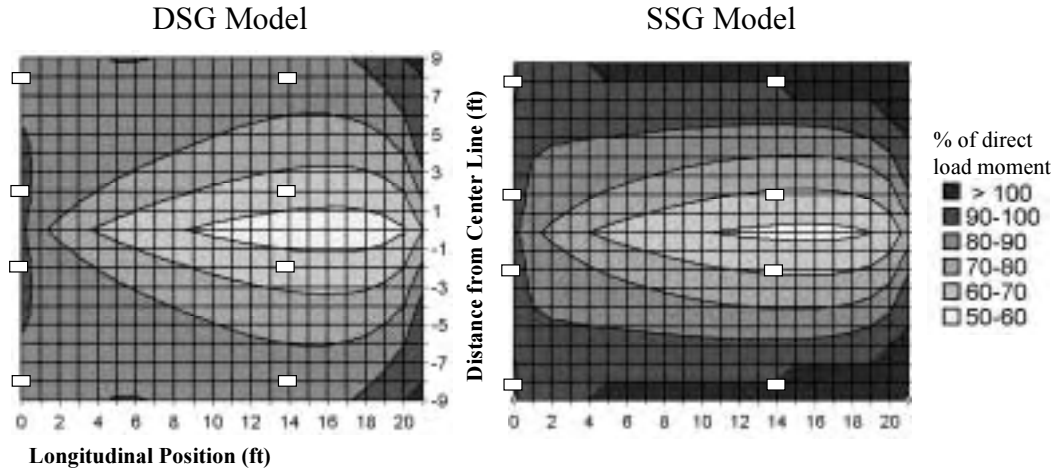 DSG Model
SSG Model
9
7
5
3
1
-1
-3
-5
-7
-9
Distance from Center Line (ft)
0 2 4 6 8 10 12 14 16 18 20
0 2 4 6 8 10 12 14 16 18 20
Longitudinal Position (ft)
% of direct
load moment
> 100
90-100
80-90
70-80
60-70
50-60